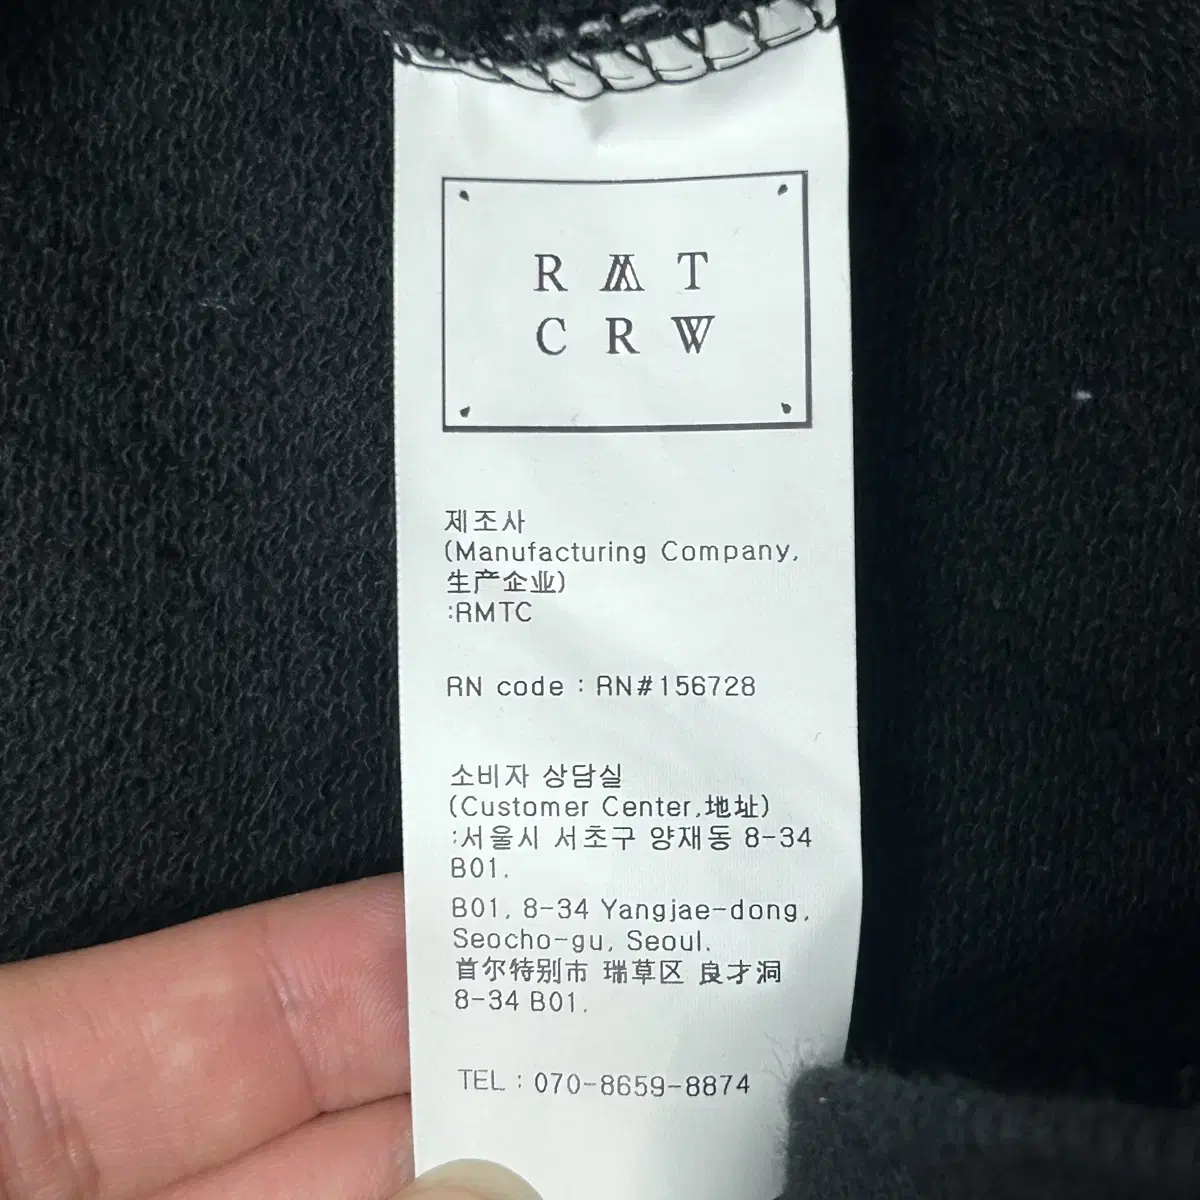 RMT
CRW
제조사
(Manufacturing Company,
生产企业)
:RMTC
RN code : RN#156728
소비자 상담실
(Customer Center,地址)
:서울시 서초구 양재동 8-34
B01.
B01, 8-34 Yangjae-dong,
Seocho-gu, Seoul.
首尔特别市 瑞草区 良才洞
8-34 B01.
TEL : 070-8659-8874